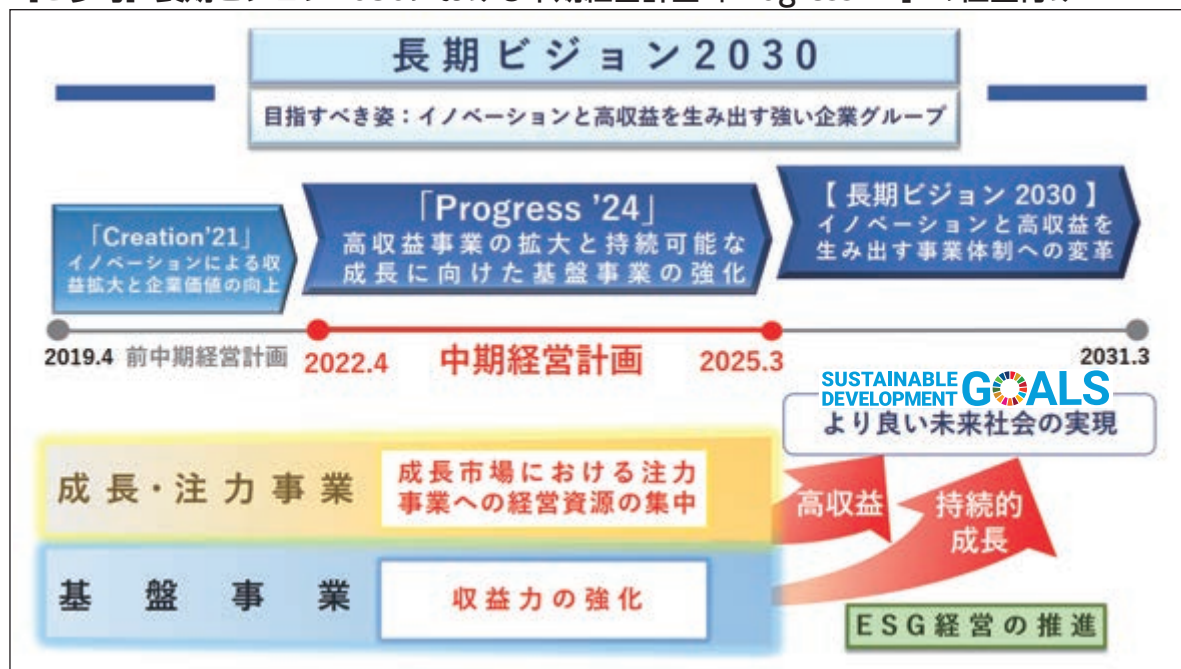 長期ビジョン2030
目指すべき姿：イノベーションと高収益を生み出す強い企業グループ
「Creation'21」
イノベーションによる収
益拡大と企業価値の向上
「Progress ’24」
高収益事業の拡大と持続可能な
成長に向けた基盤事業の強化
【 長期ビジョン 2030 】
イノベーションと高収益を
生み出す事業体制への変革
2019.4 前中期経営計画 2022.4 中期経営計画 2025.3 2031.3
SUSTAINABLE
DEVELOPMENT GOALS
より良い未来社会の実現
成長・注力事業
成長市場における注力
事業への経営資源の集中
高収益
持続的
成長
基盤事業
収益力の強化
ESG経営の推進